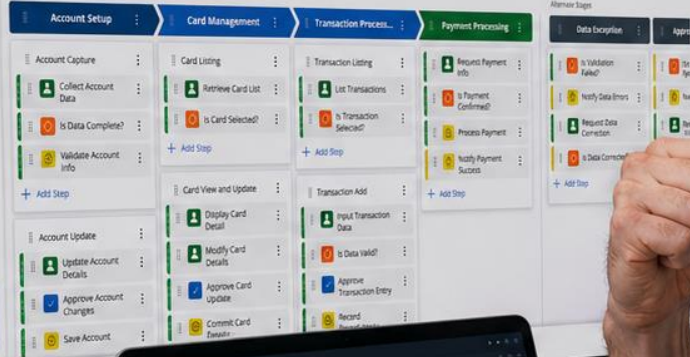 Alternate Stages
Account Setup
Card Management
Transaction Process...
Payment Processing
Data Exception
Account Capture
Collect Account
Data
Is Data Complete?
Validate Account
Info
+ Add Step
Account Update
Update Account
Details
Approve Account
Changes
Save Account
Card Listing
Retrieve Card List
Is Card Selected?
+ Add Step
Card View and Update
Display Card
Detail
Modify Card
Details
Approve Card
Update
Commit Card
Transaction Listing
List Transactions
Is Transaction
Selected?
+ Add Step
Transaction Add
Input Transaction
Data
Is Data Valid?
Approve
Transaction Entry
Record
Request Payment
Info
Is Payment
Confirmed?
Process Payment
Notify Payment
Success
+ Add Step
Is Validation
Failed?
Notify Data Errors
Request Data
Correction
Is Data Corrected
+ Add Step